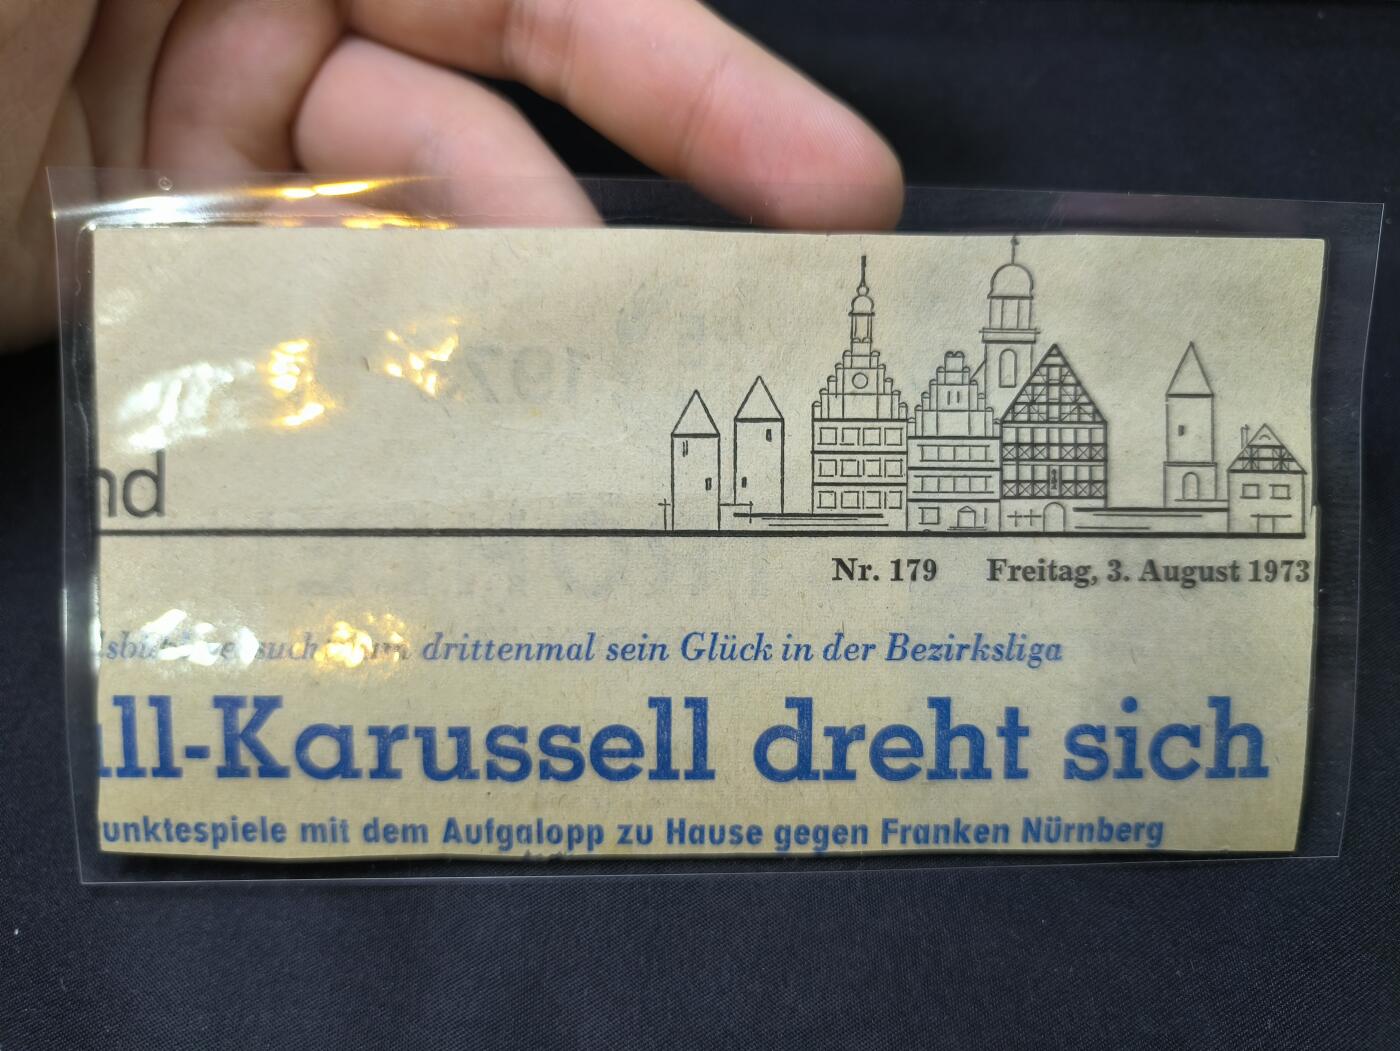 nd
Nr. 179 Freitag, 3. August 1973
drittenmal sein Glück in der Bezirksliga
all-Karussell dreht sich
unktespiele mit dem Aufgalopp zu Hause gegen Franken Nürnberg